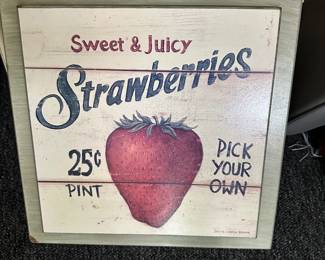 Sweet & Juicy
Strawberries
25¢
PINT
PICK
YOUR
OWN